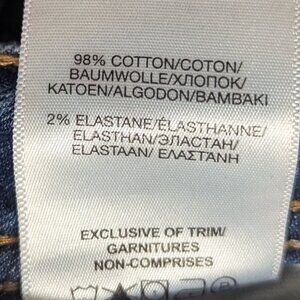 98% COTTON/COTON/
BAUMWOLLE/ХЛОПОК/
KATOEN/ALGODON/BAMBAKI
2% ELASTANE/ÉLASTHANNE/
ELASTHAN/ЭЛАСТАН/
ELASTAAN/ ΕΛΑΣΤΑΝΗ
EXCLUSIVE OF TRIM/
GARNITURES
NON-COMPRISES